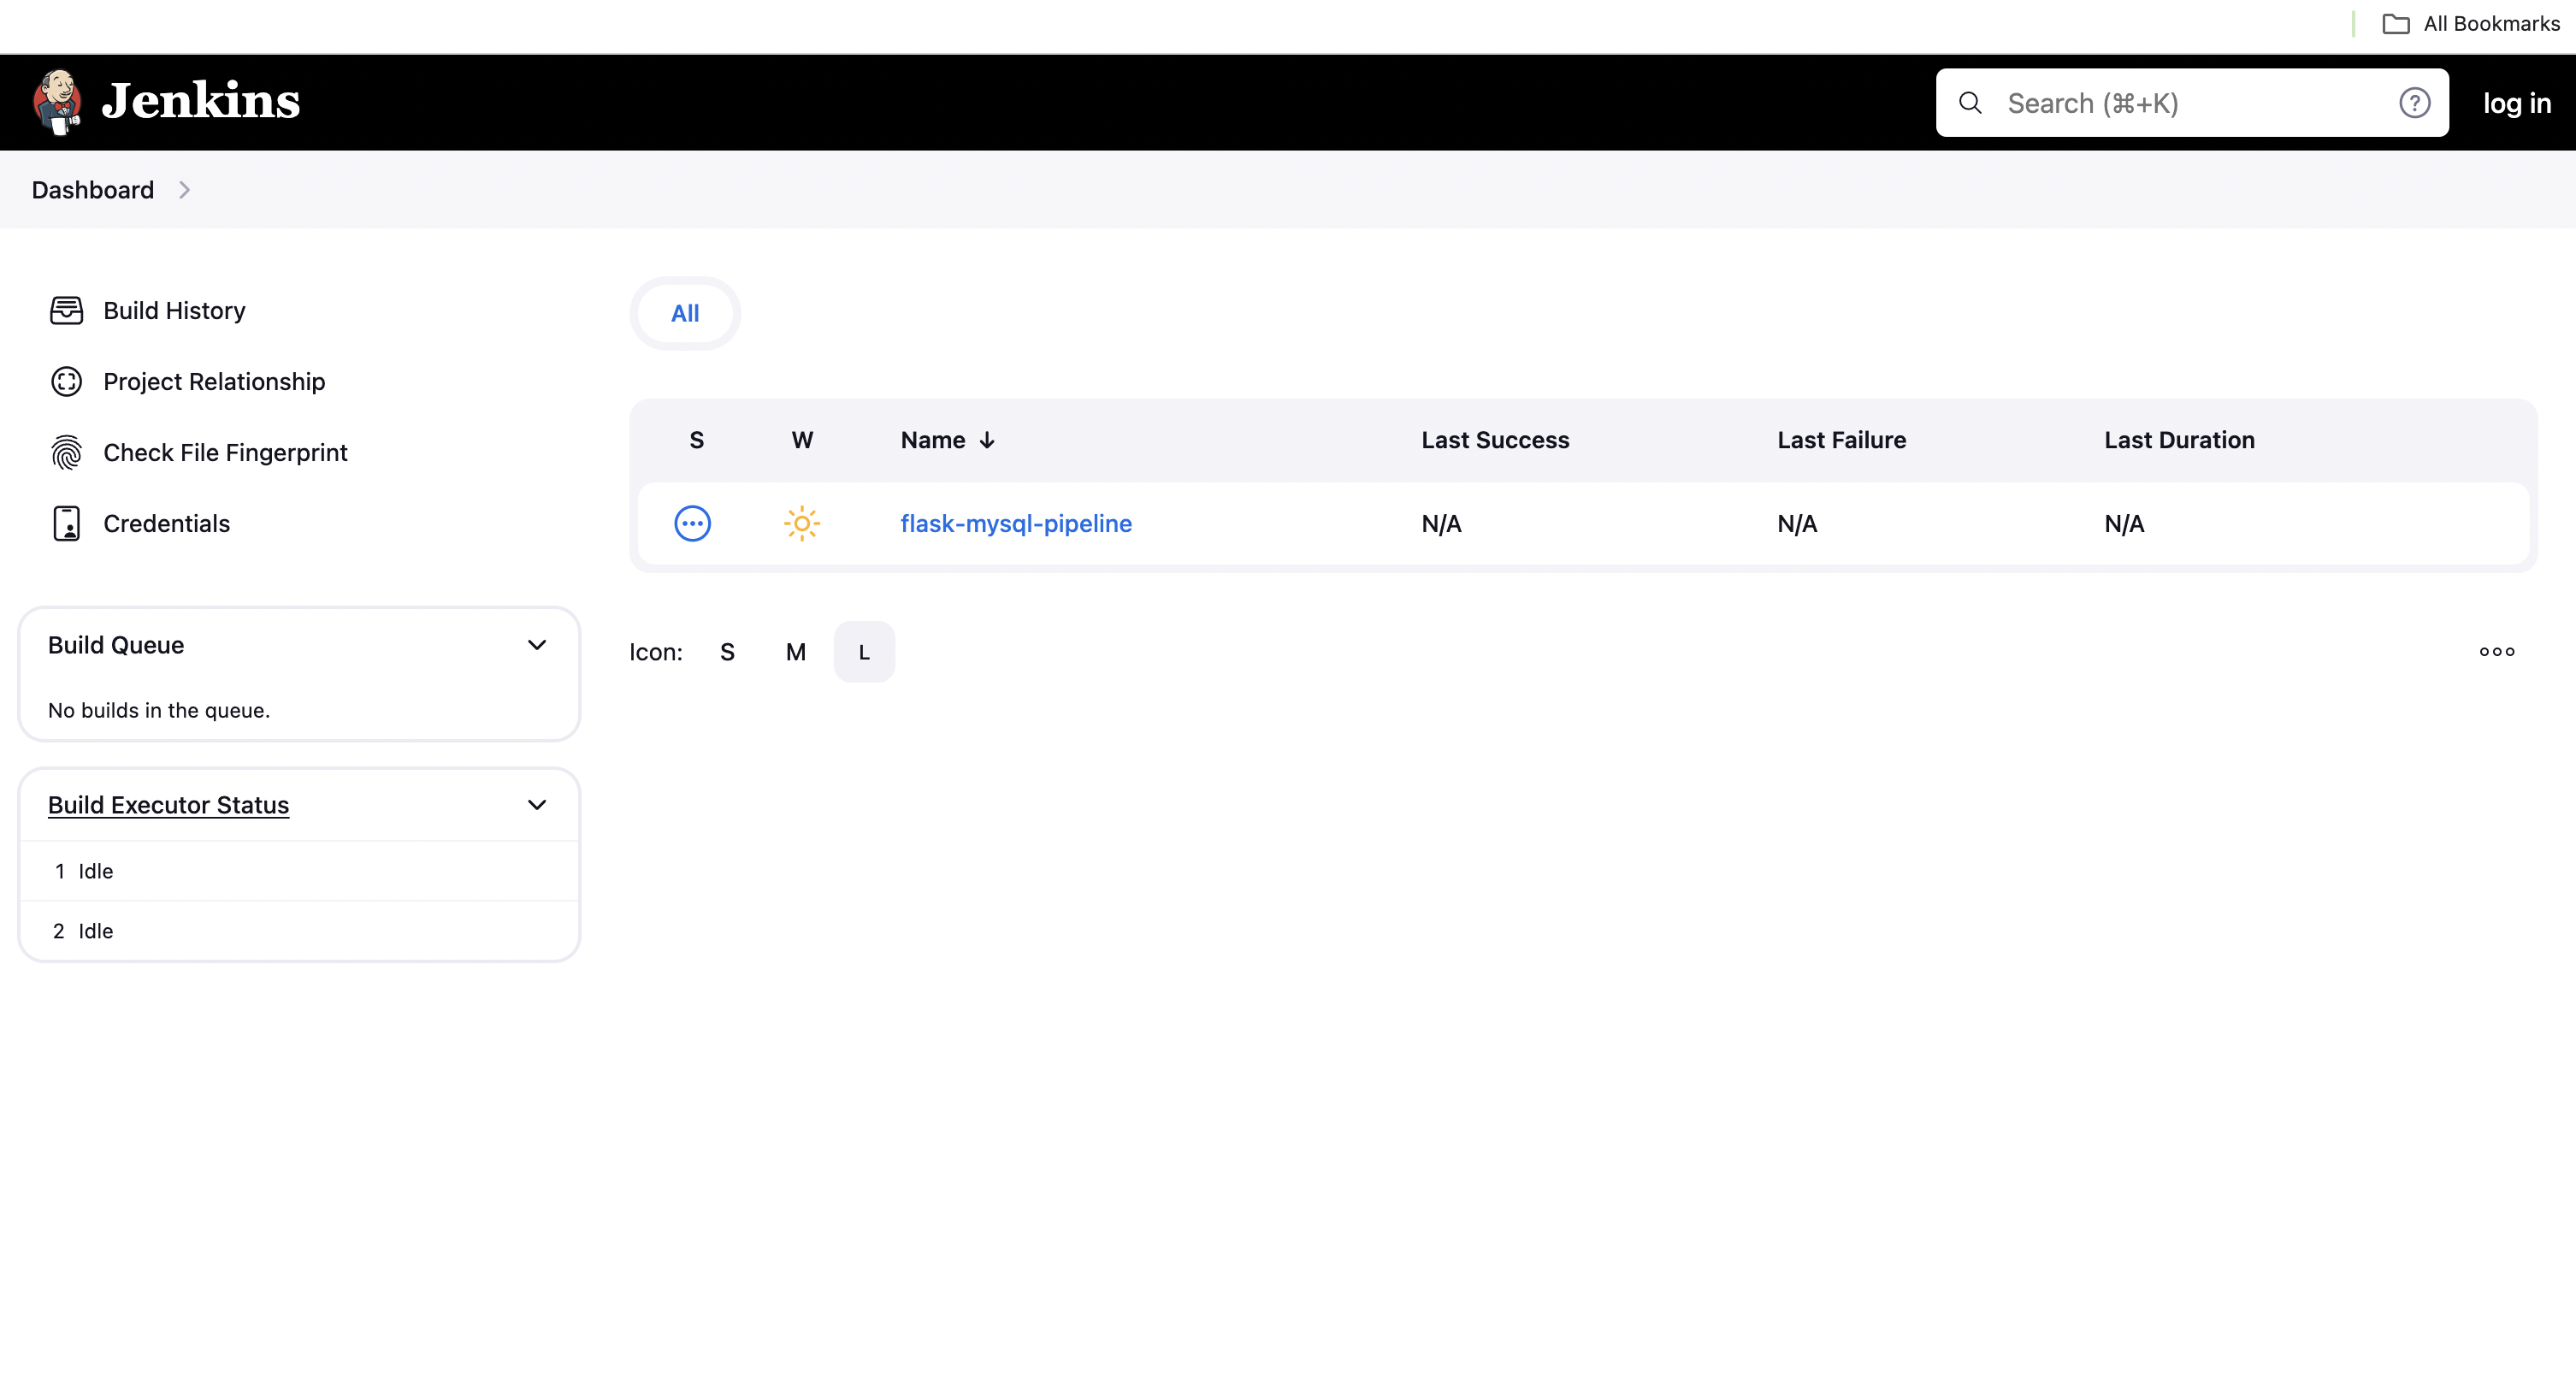 All Bookmarks
Jenkins
Search (⌘+K)
?
log in
Dashboard
Build History
Project Relationship
Check File Fingerprint
Credentials
Build Queue
No builds in the queue.
Build Executor Status
1 Idle
2 Idle
All
S W Name ↓ Last Success Last Failure Last Duration
flask-mysql-pipeline N/A N/A N/A
Icon: S M L